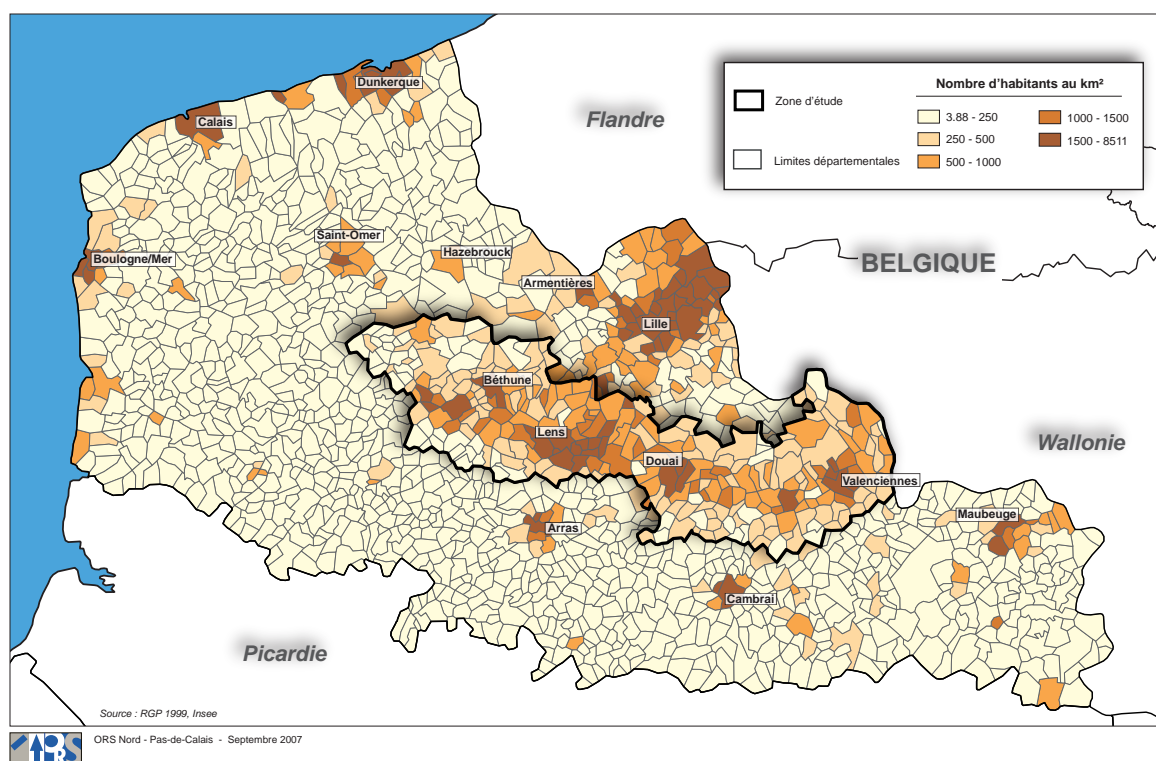 Dunkerque
Calais
Flandre
Nombre d'habitants au km²
Zone d'étude
Limites départementales
3.88 - 250
250 - 500
500 - 1000
1000 - 1500
1500 - 8511
Saint-Omer
Hazebrouck
Boulogne/Mer
Armentières
BELGIQUE
Lille
Béthune
Lens
Douai
Wallonie
Valenciennes
Maubeuge
Arras
Cambrai
Picardie
Source : RGP 1999, Insee
ORS
ORS Nord - Pas-de-Calais - Septembre 2007